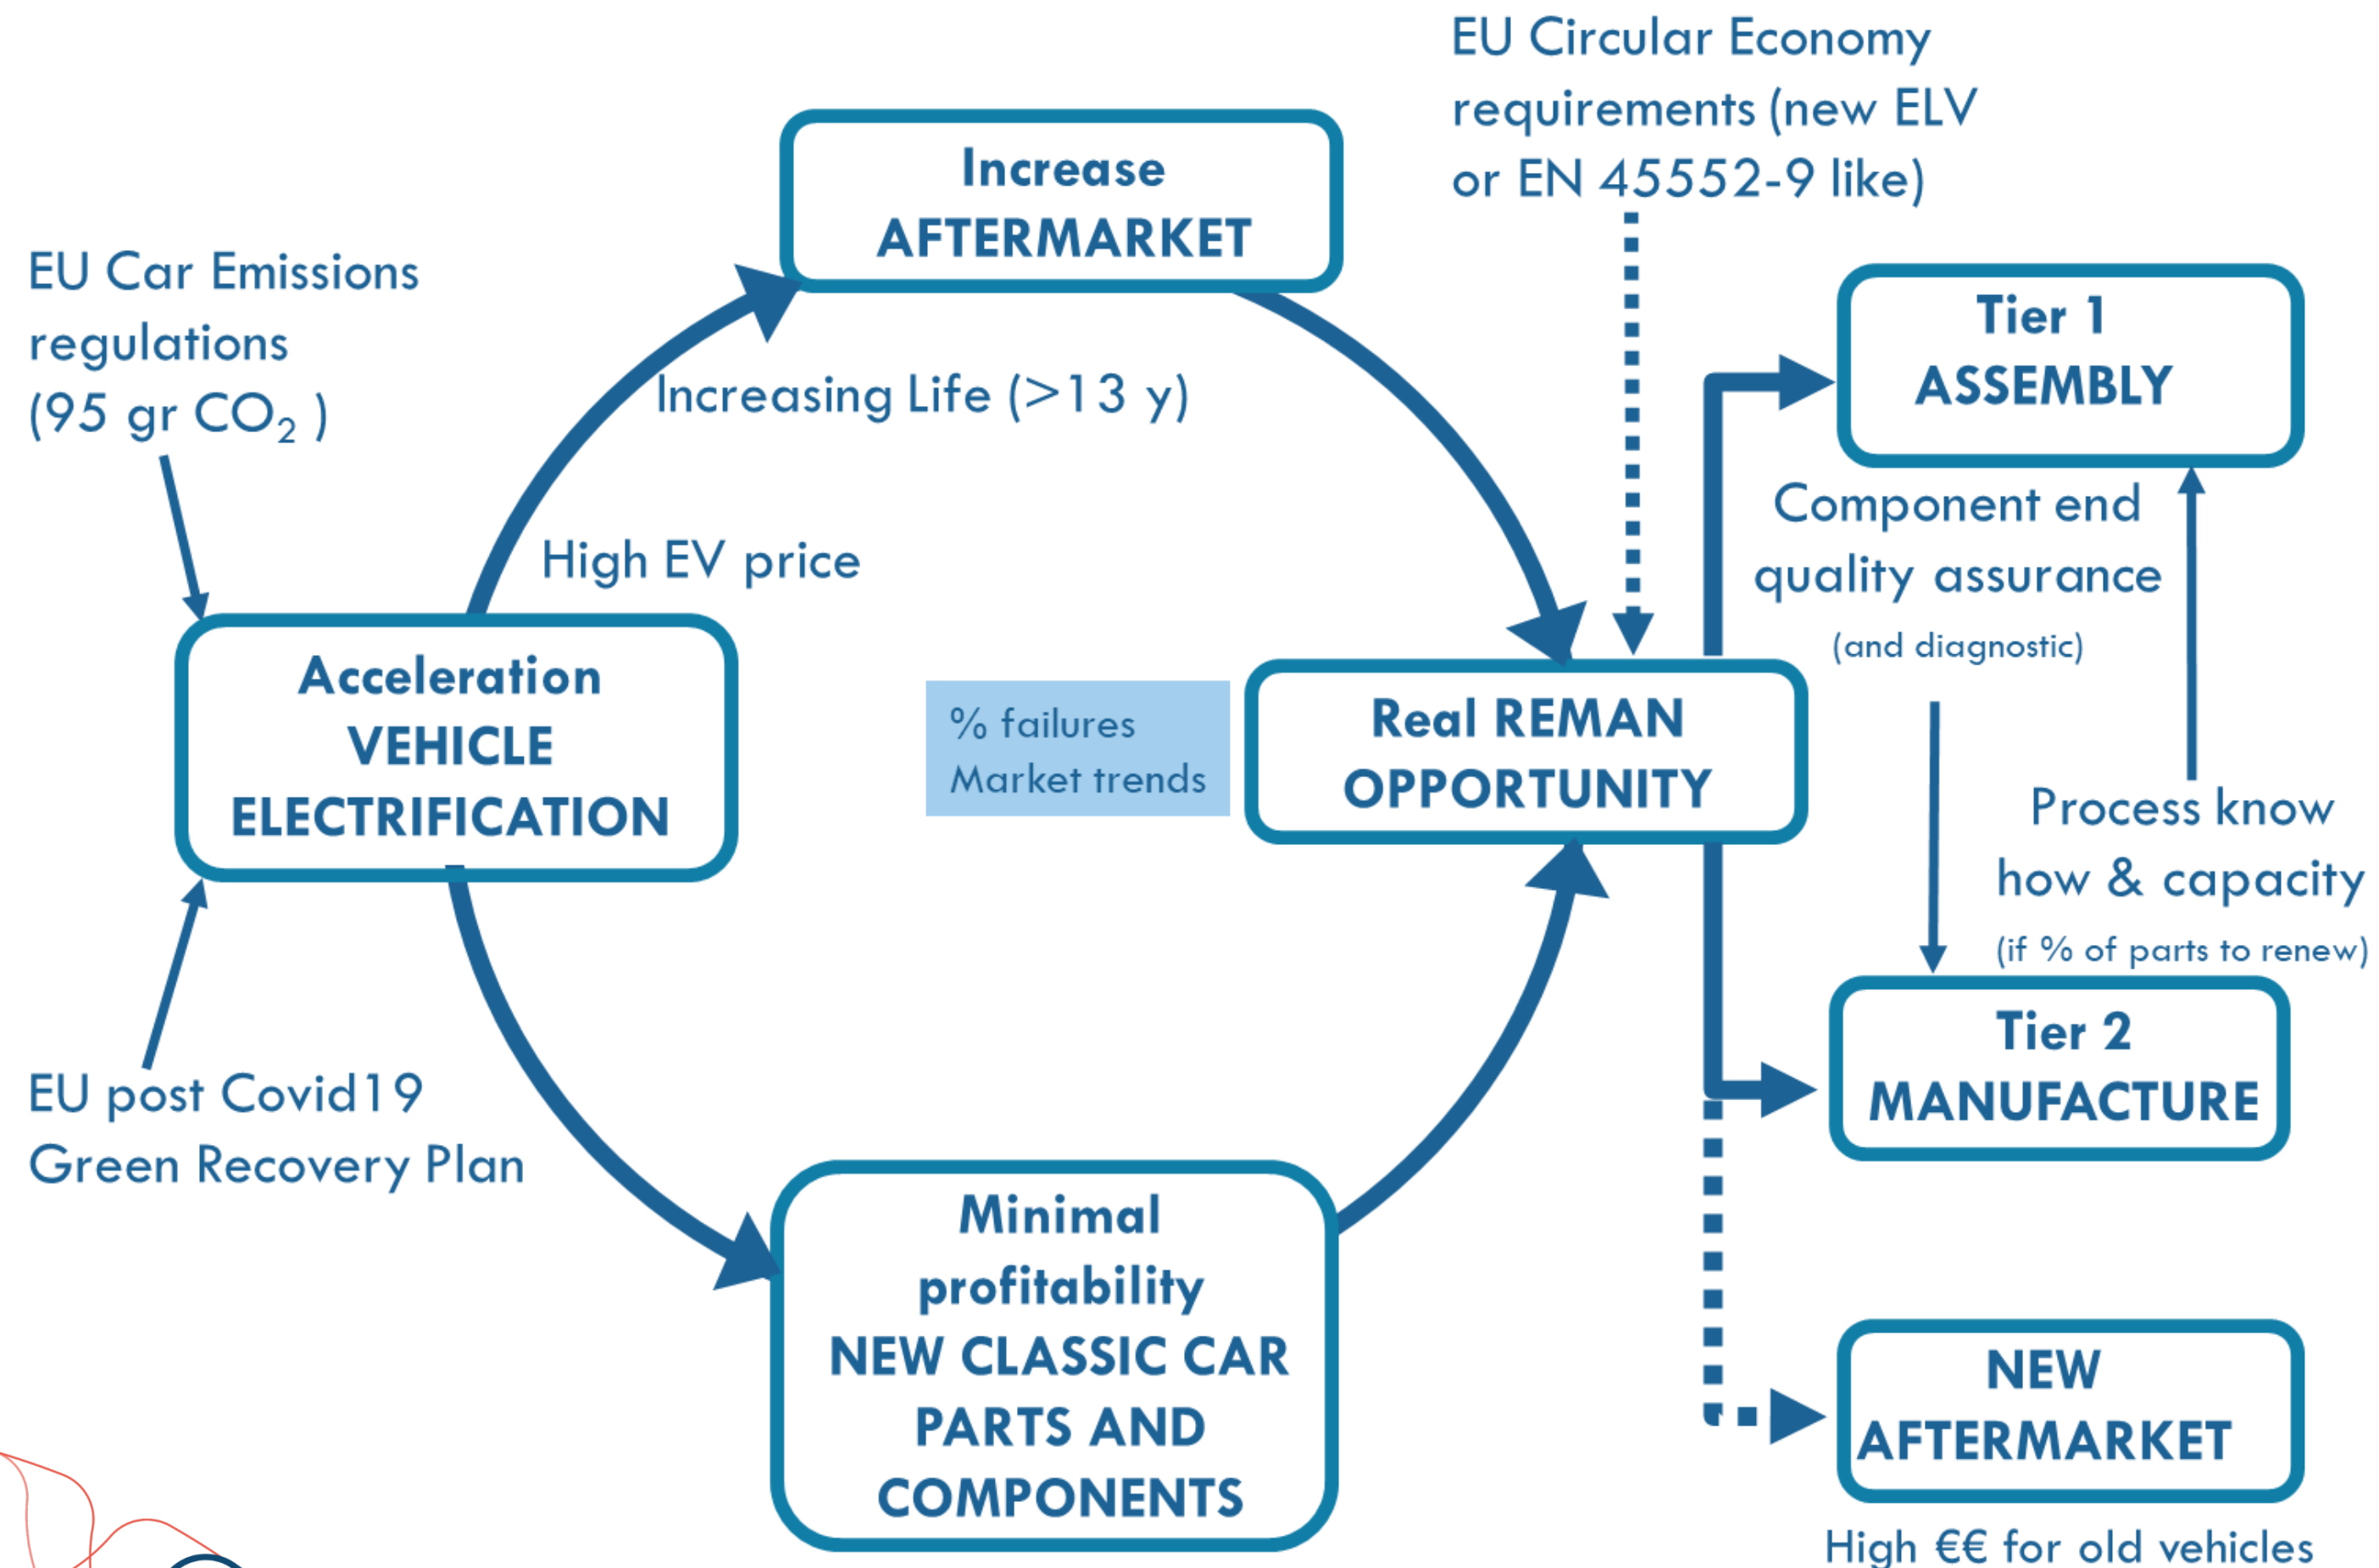 EU Circular Economy
requirements (new ELV
or EN 45552-9 like)
Increase
AFTERMARKET
EU Car Emissions
regulations
(95 gr CO₂ )
Increasing Life (>13 y)
High EV price
Tier 1
ASSEMBLY
Component end
quality assurance
(and diagnostic)
Acceleration
VEHICLE
ELECTRIFICATION
% failures
Market trends
Real REMAN
OPPORTUNITY
Process know
how & capacity
(if % of parts to renew)
Tier 2
MANUFACTURE
EU post Covid19
Green Recovery Plan
Minimal
profitability
NEW CLASSIC CAR
PARTS AND
COMPONENTS
NEW
AFTERMARKET
High €€ for old vehicles